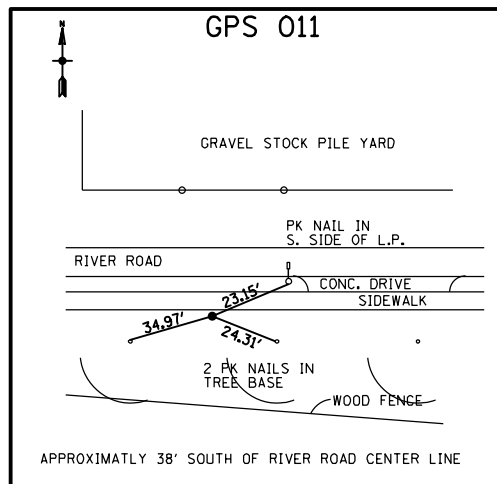 GPS 011
GRAVEL STOCK PILE YARD
PK NAIL IN
S. SIDE OF L.P.
RIVER ROAD
CONC. DRIVE
SIDEWALK
23.15'
34.97'
24.31'
2 PK NAILS IN
TREE BASE
WOOD FENCE
APPROXIMATLY 38' SOUTH OF RIVER ROAD CENTER LINE